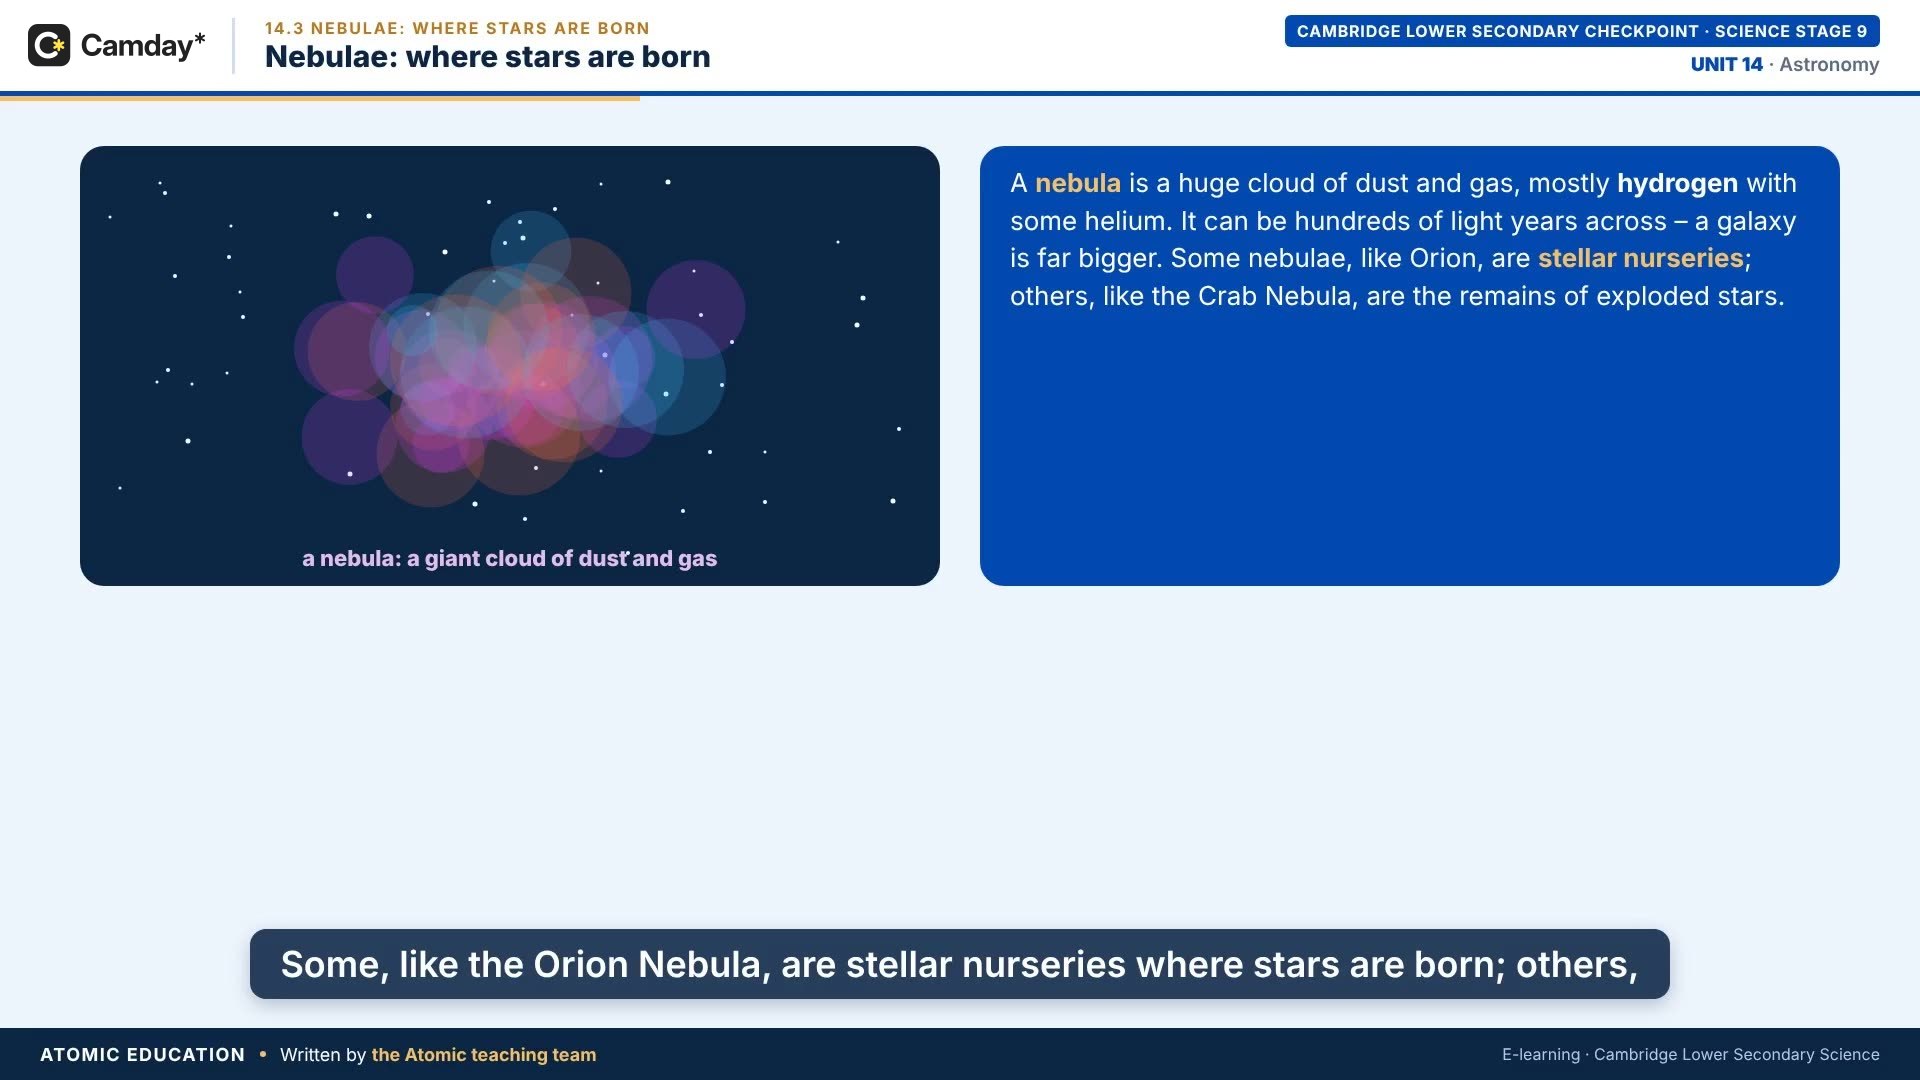 Camday*
14.3 NEBULAE: WHERE STARS ARE BORN
Nebulae: where stars are born
CAMBRIDGE LOWER SECONDARY CHECKPOINT · SCIENCE STAGE 9
UNIT 14 · Astronomy
a nebula: a giant cloud of dust and gas
A nebula is a huge cloud of dust and gas, mostly hydrogen with
some helium. It can be hundreds of light years across – a galaxy
is far bigger. Some nebulae, like Orion, are stellar nurseries;
others, like the Crab Nebula, are the remains of exploded stars.
Some, like the Orion Nebula, are stellar nurseries where stars are born; others,
ATOMIC EDUCATION • Written by the Atomic teaching team
E-learning · Cambridge Lower Secondary Science